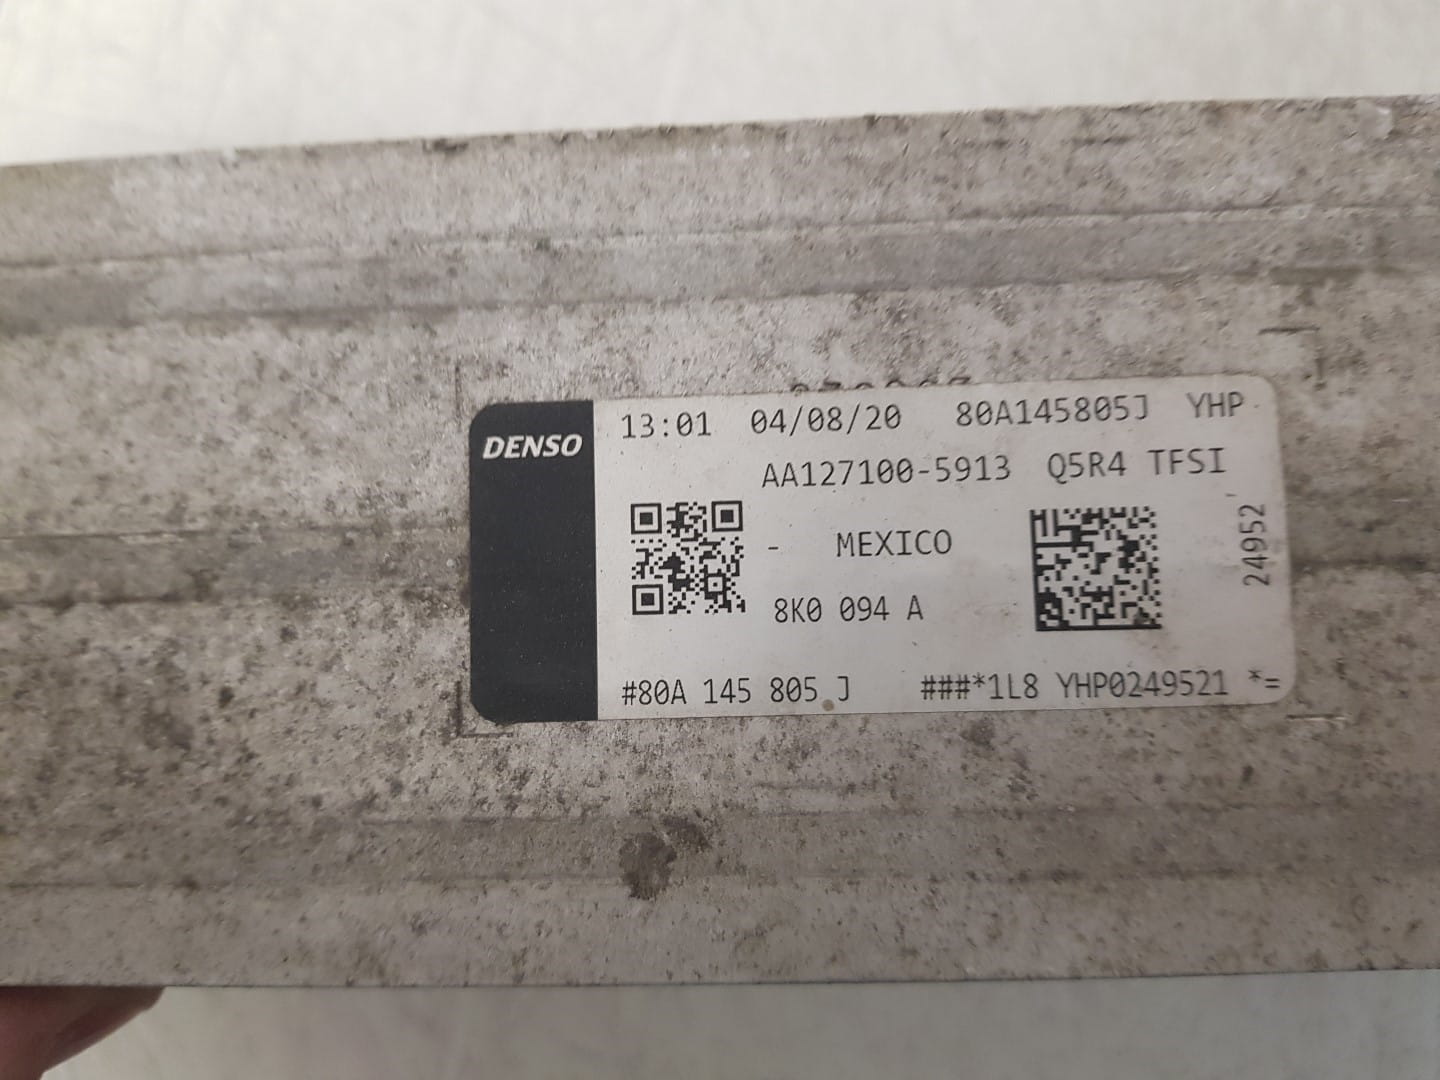 DENSO
13:01 04/08/20 80A145805J YHP
AA127100-5913 Q5R4 TFSI
- MEXICO
8K0 094 A
24952
#80A 145 805 J ###*1L8 YHP0249521 *=